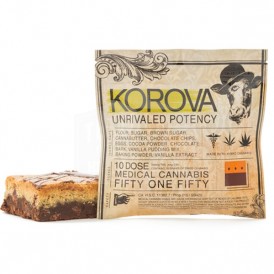 KOROVA
UNRIVALED POTENCY
FLOUR, SUGAR, BROWN SUGAR,
CANNABUTTER, CHOCOLATE CHIPS,
EGGS, COCOA POWDER, CHOCOLATE
BARK, VANILLA PUDDING MIX,
BAKING POWDER, VANILLA EXTRACT
10 DOSE
MEDICAL CANNABIS
FIFTY ONE FIFTY